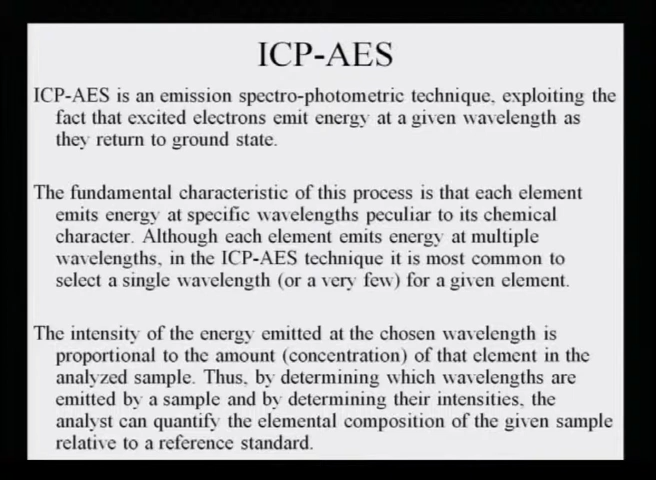 ICP-AES
ICP-AES is an emission spectro-photometric technique, exploiting the
fact that excited electrons emit energy at a given wavelength as
they return to ground state.
The fundamental characteristic of this process is that each element
emits energy at specific wavelengths peculiar to its chemical
character. Although each element emits energy at multiple
wavelengths, in the ICP-AES technique it is most common to
select a single wavelength (or a very few) for a given element.
The intensity of the energy emitted at the chosen wavelength is
proportional to the amount (concentration) of that element in the
analyzed sample. Thus, by determining which wavelengths are
emitted by a sample and by determining their intensities, the
analyst can quantify the elemental composition of the given sample
relative to a reference standard.